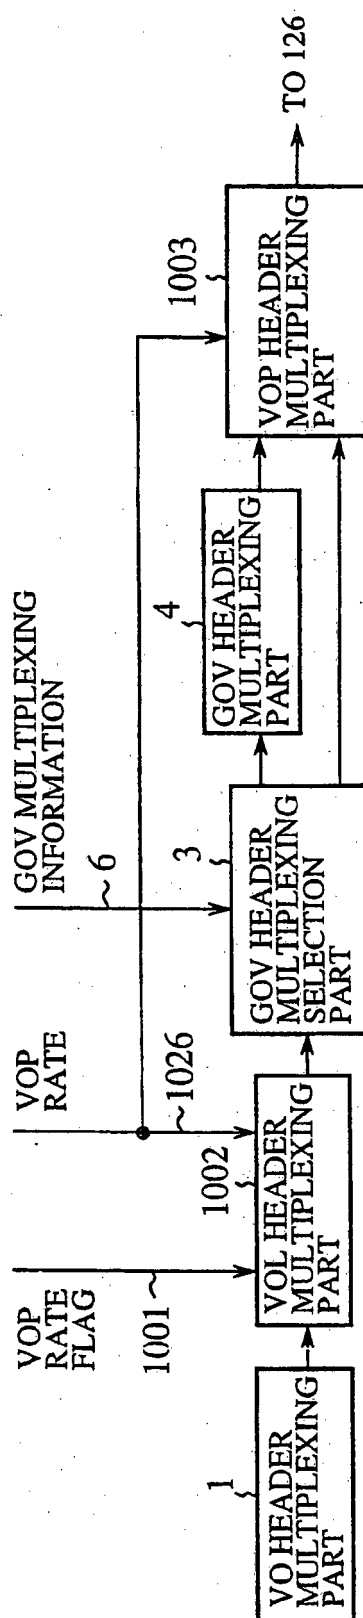 VOP
RATE
FLAG
1001
VOP
RATE
1026
GOV MULTIPLEXING
INFORMATION
6
1
VO HEADER
MULTIPLEXING
PART
1002
VOL HEADER
MULTIPLEXING
PART
3
GOV HEADER
MULTIPLEXING
SELECTION
PART
4
GOV HEADER
MULTIPLEXING
PART
1003
VOP HEADER
MULTIPLEXING
PART
TO 126